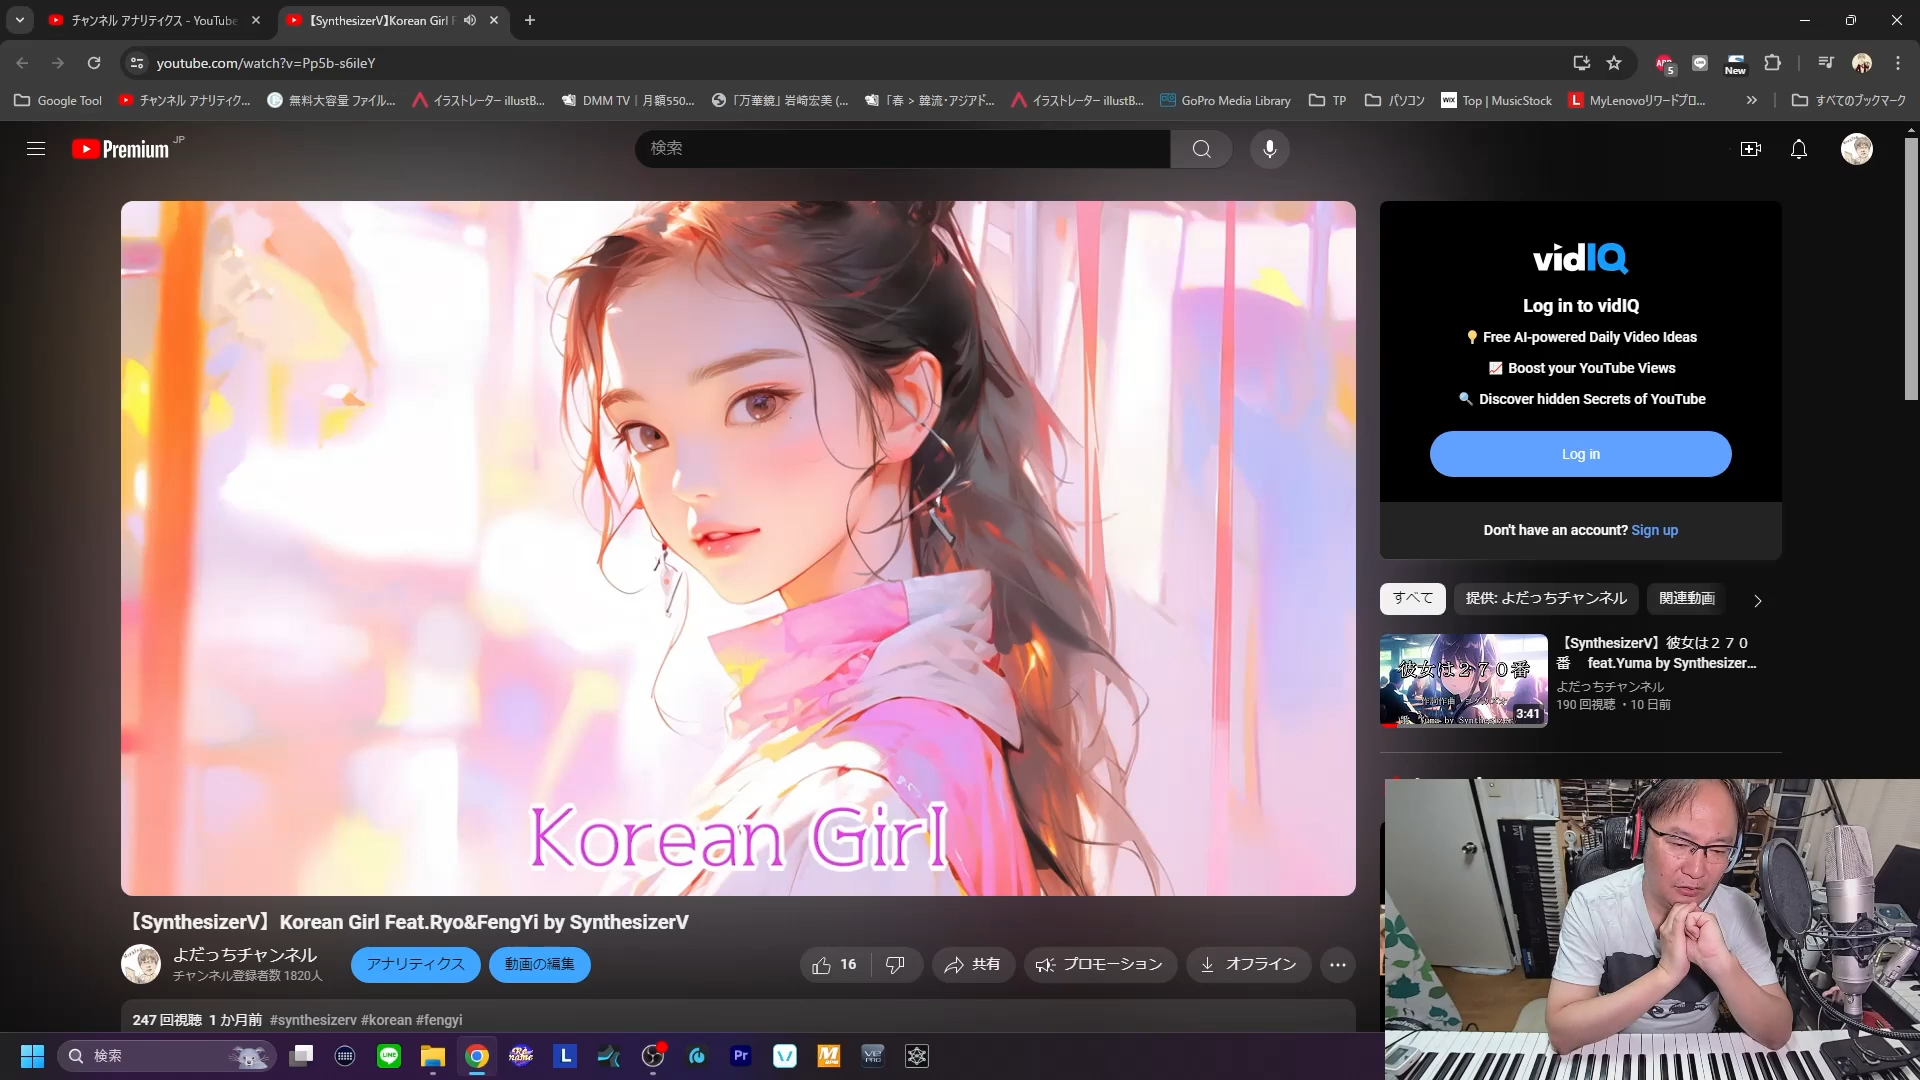 チャンネル アナリティクス - YouTube
【SynthesizerV】Korean Girl F
youtube.com/watch?v=Pp5b-s6ileY
5
New
Google Tool
チャンネル アナリティク...
無料大容量 ファイル...
イラストレーター illustB...
DMM TV｜月額550...
「万華鏡」岩崎宏美 (...
「春 > 韓流・アジアド...
イラストレーター illustB...
GoPro Media Library
TP
パソコン
Top | MusicStock
MyLenovoリワードプロ...
すべてのブックマーク
Premium JP
検索
vidIQ
Log in to vidIQ
Free AI-powered Daily Video Ideas
Boost your YouTube Views
Discover hidden Secrets of YouTube
Log in
Don't have an account? Sign up
すべて
提供: よだっちチャンネル
関連動画
彼女は２７０番
3:41
【SynthesizerV】彼女は２７０
番　feat.Yuma by Synthesizer...
よだっちチャンネル
190 回視聴 ・10 日前
Korean Girl
【SynthesizerV】Korean Girl Feat.Ryo&FengYi by SynthesizerV
よだっちチャンネル
チャンネル登録者数 1820人
アナリティクス
動画の編集
16
共有
プロモーション
オフライン
247 回視聴 1 か月前 #synthesizerv #korean #fengyi
検索